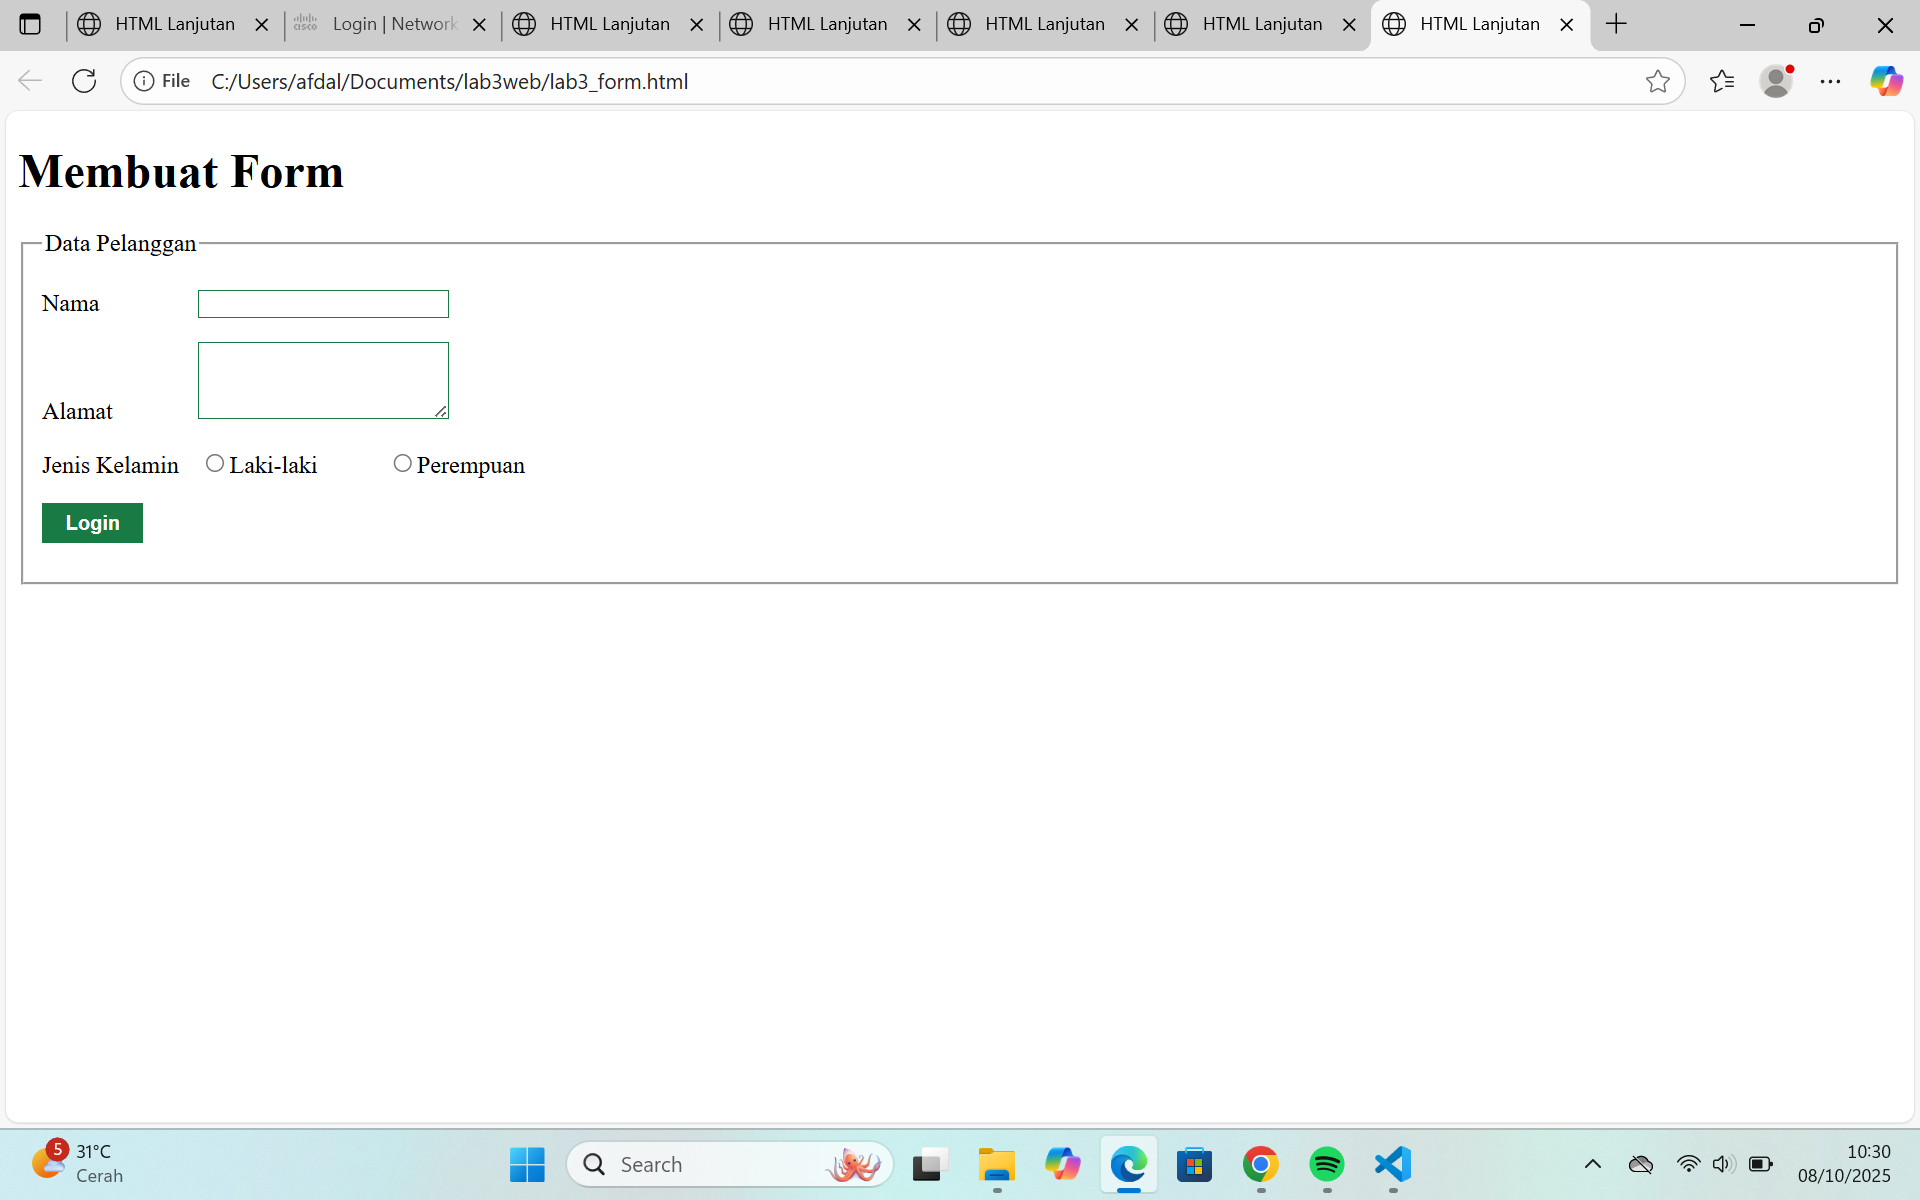 HTML Lanjutan
Login | Network
HTML Lanjutan
HTML Lanjutan
HTML Lanjutan
HTML Lanjutan
HTML Lanjutan
File C:/Users/afdal/Documents/lab3web/lab3_form.html
Membuat Form
Data Pelanggan
Nama
Alamat
Jenis Kelamin Laki-laki Perempuan
Login
5
31°C
Cerah
Search
10:30
08/10/2025